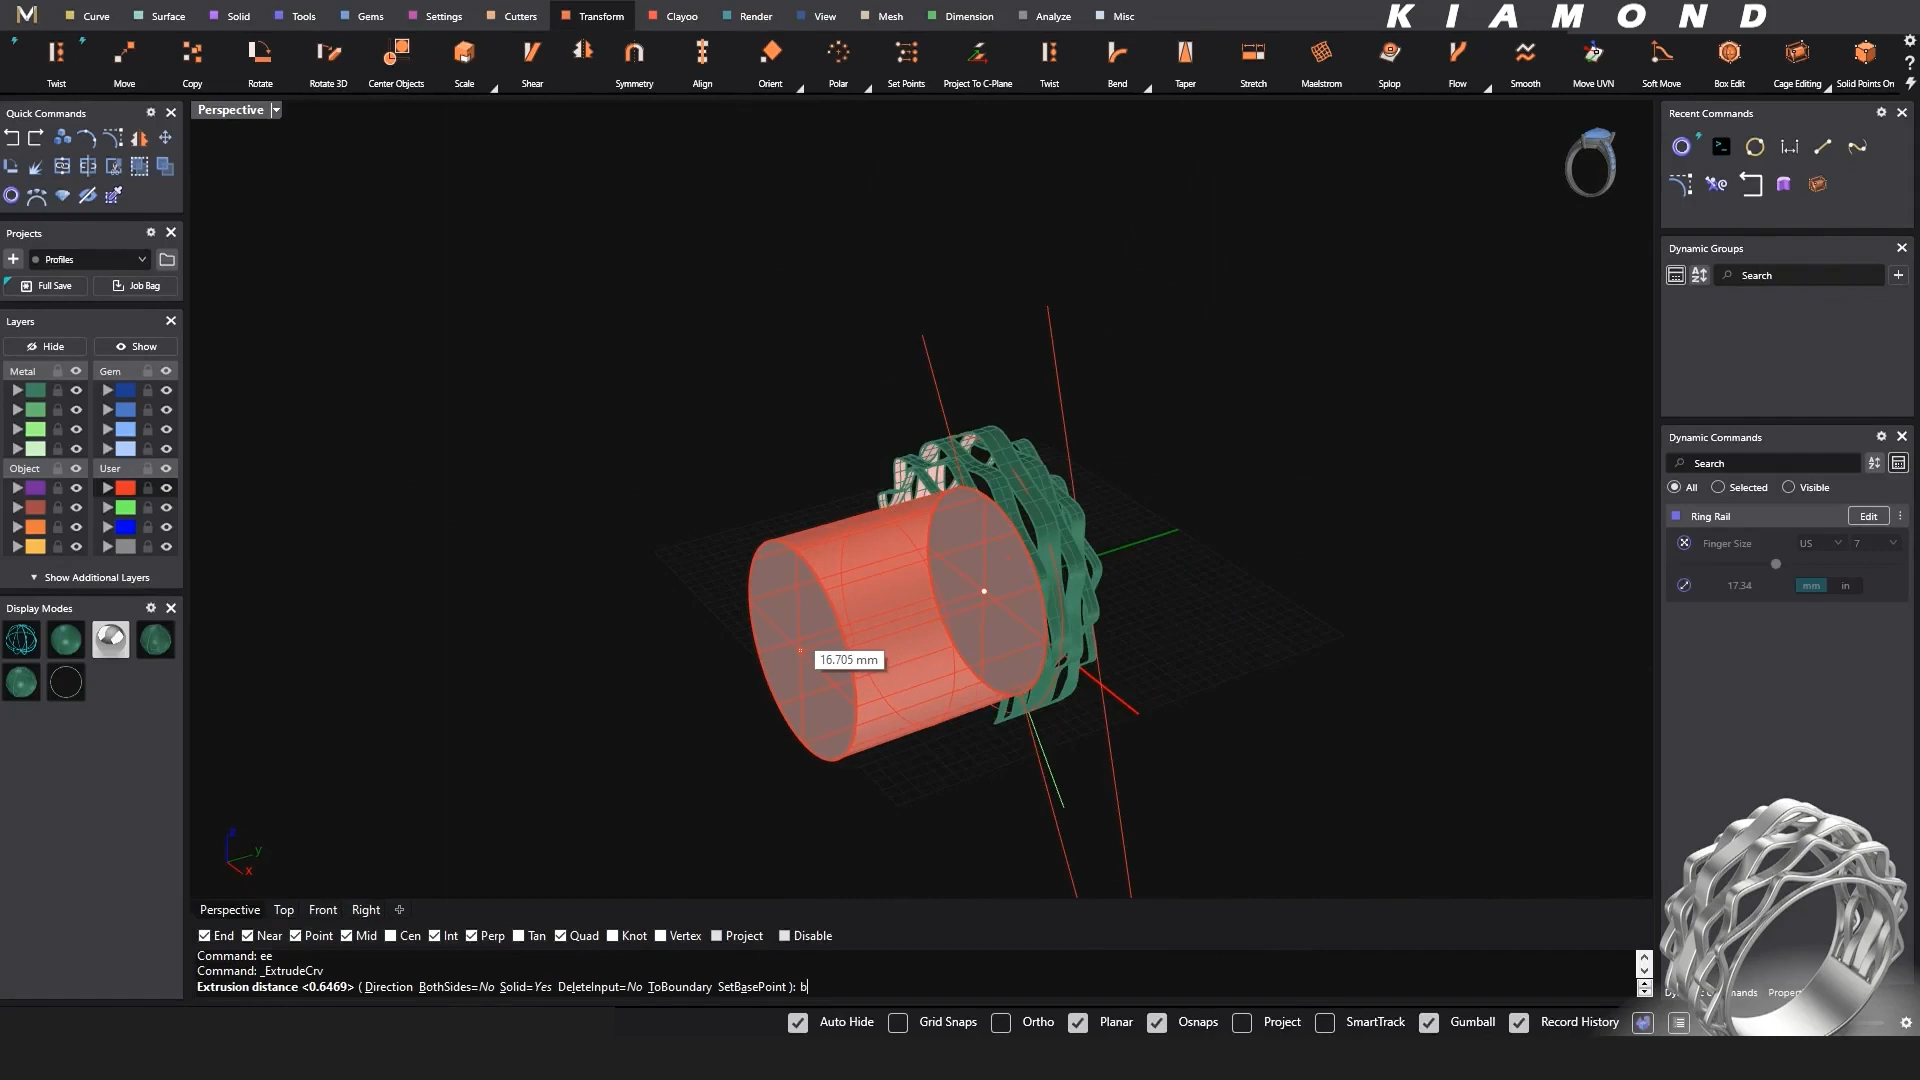 Curve Surface Solid Tools Gems Settings Cutters Transform Clayoo Render View Mesh Dimension Analyze Misc
K I A M O N D
Twist Move Copy Rotate Rotate 3D Center Objects Scale Shear Symmetry Align Orient Polar Set Points Project To C-Plane Twist Bend Taper Stretch Maelstrom Splop Flow Smooth Move UVN Soft Move Box Edit Cage Editing Solid Points On
Quick Commands
Projects
Profiles
Full Save Job Bag
Layers
Hide Show
Metal Gem
Object User
Show Additional Layers
Display Modes
Perspective
16.705 mm
z
y
x
Recent Commands
Dynamic Groups
Search
Dynamic Commands
Search
All Selected Visible
Ring Rail Edit
Finger Size US 7
17.34 mm in
Perspective Top Front Right
End Near Point Mid Cen Int Perp Tan Quad Knot Vertex Project Disable
Command: ee
Command: _ExtrudeCrv
Extrusion distance <0.6469> ( Direction BothSides=No Solid=Yes DeleteInput=No ToBoundary SetBasePoint ): b
Auto Hide Grid Snaps Ortho Planar Osnaps Project SmartTrack Gumball Record History